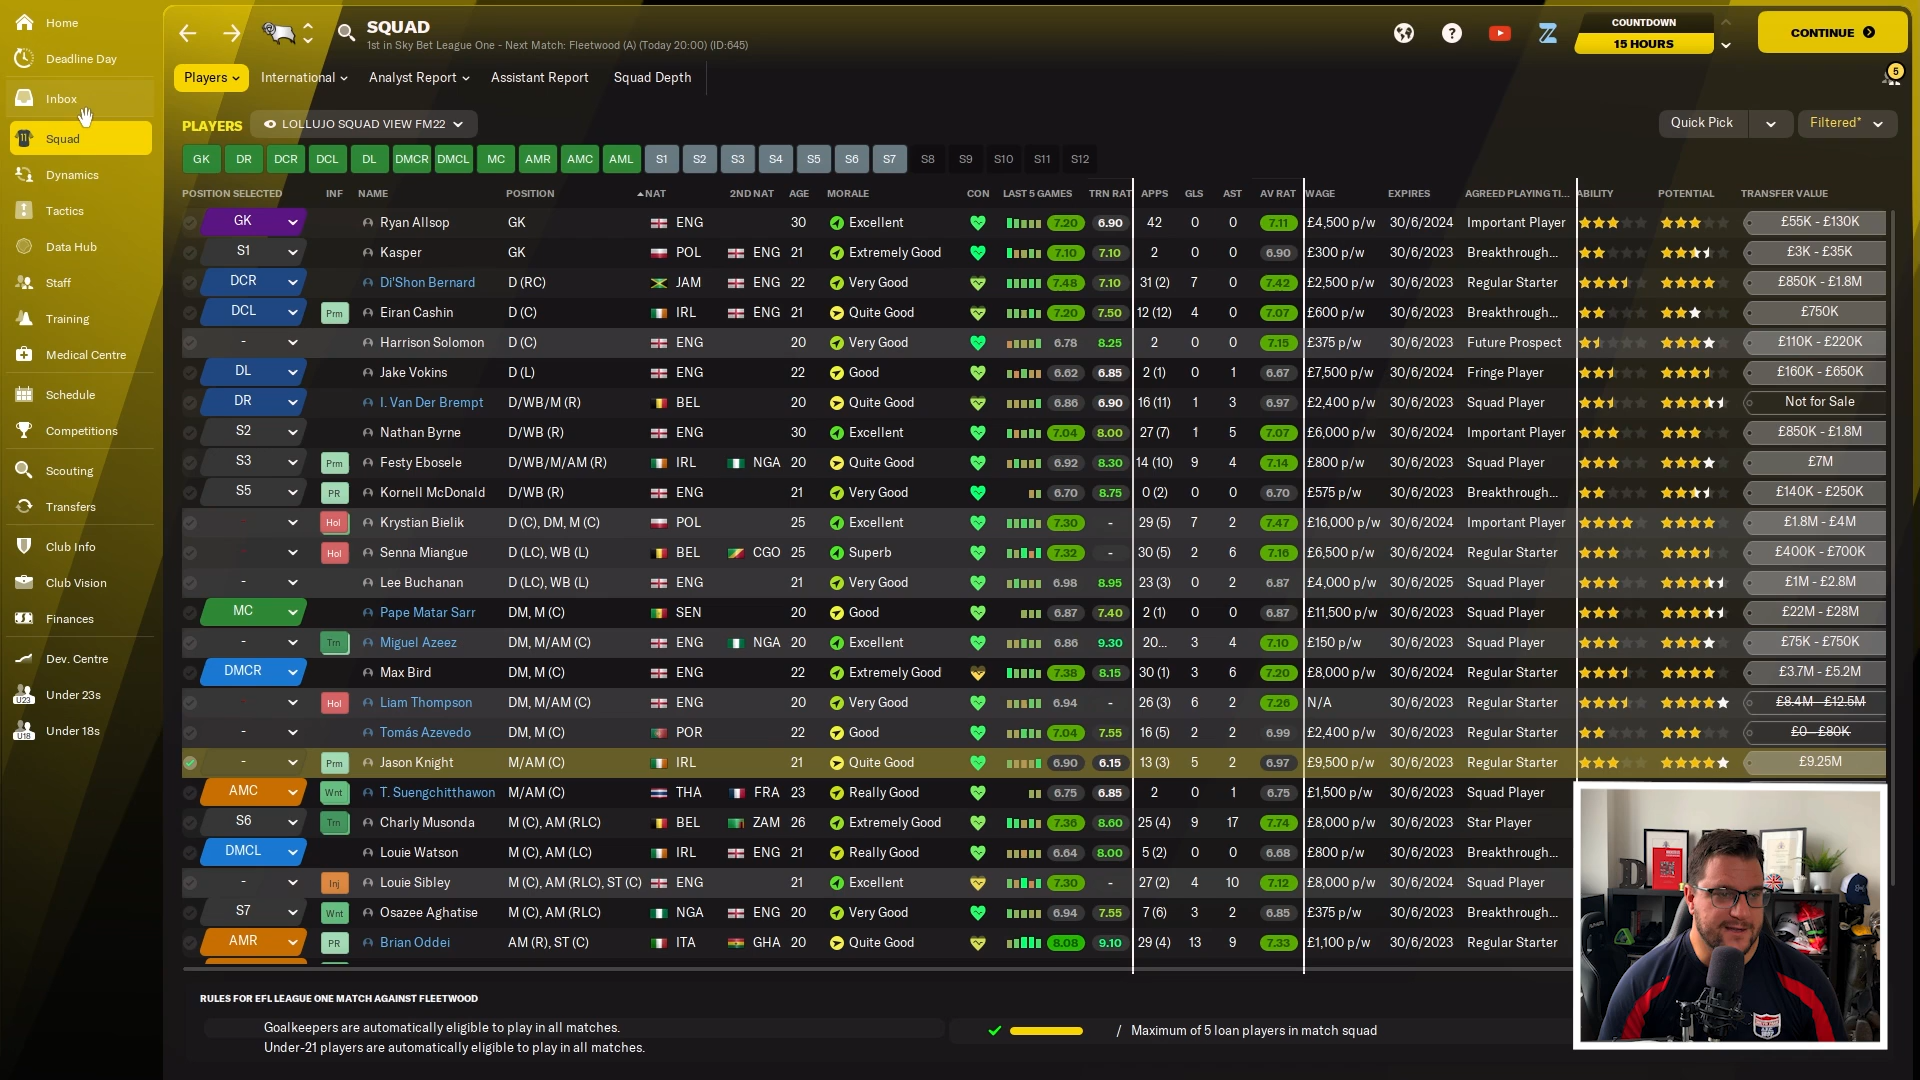 Home
Deadline Day
Inbox
Squad
Dynamics
Tactics
Data Hub
Staff
Training
Medical Centre
Schedule
Competitions
Scouting
Transfers
Club Info
Club Vision
Finances
Dev. Centre
U23 Under 23s
U18 Under 18s
SQUAD
1st in Sky Bet League One - Next Match: Fleetwood (A) (Today 20:00) (ID:645)
COUNTDOWN
15 HOURS
CONTINUE
Players International Analyst Report Assistant Report Squad Depth
5
PLAYERS LOLLUJO SQUAD VIEW FM22 Quick Pick Filtered*
GK DR DCR DCL DL DMCR DMCL MC AMR AMC AML S1 S2 S3 S4 S5 S6 S7 S8 S9 S10 S11 S12
POSITION SELECTED INF NAME POSITION NAT 2ND NAT AGE MORALE CON LAST 5 GAMES TRN RAT APPS GLS AST AV RAT WAGE EXPIRES AGREED PLAYING TI... ABILITY POTENTIAL TRANSFER VALUE
GK Ryan Allsop GK ENG 30 Excellent 7.20 6.90 42 0 0 7.11 £4,500 p/w 30/6/2024 Important Player £55K - £130K
S1 Kasper GK POL ENG 21 Extremely Good 7.10 7.10 2 0 0 6.90 £300 p/w 30/6/2023 Breakthrough... £3K - £35K
DCR Di'Shon Bernard D (RC) JAM ENG 22 Very Good 7.48 7.10 31 (2) 7 0 7.42 £2,500 p/w 30/6/2023 Regular Starter £850K - £1.8M
DCL Prm Eiran Cashin D (C) IRL ENG 21 Quite Good 7.20 7.50 12 (12) 4 0 7.07 £600 p/w 30/6/2023 Breakthrough... £750K
- Harrison Solomon D (C) ENG 20 Very Good 6.78 8.25 2 0 0 7.15 £375 p/w 30/6/2023 Future Prospect £110K - £220K
DL Jake Vokins D (L) ENG 22 Good 6.62 6.85 2 (1) 0 1 6.67 £7,500 p/w 30/6/2024 Fringe Player £160K - £650K
DR I. Van Der Brempt D/WB/M (R) BEL 20 Quite Good 6.86 6.90 16 (11) 1 3 6.97 £2,400 p/w 30/6/2023 Squad Player Not for Sale
S2 Nathan Byrne D/WB (R) ENG 30 Excellent 7.04 8.00 27 (7) 1 5 7.07 £6,000 p/w 30/6/2024 Important Player £850K - £1.8M
S3 Prm Festy Ebosele D/WB/M/AM (R) IRL NGA 20 Quite Good 6.92 8.30 14 (10) 9 4 7.14 £800 p/w 30/6/2023 Squad Player £7M
S5 PR Kornell McDonald D/WB (R) ENG 21 Very Good 6.70 8.75 0 (2) 0 0 6.70 £575 p/w 30/6/2023 Breakthrough... £140K - £250K
- Hol Krystian Bielik D (C), DM, M (C) POL 25 Excellent 7.30 - 29 (5) 7 2 7.47 £16,000 p/w 30/6/2024 Important Player £1.8M - £4M
- Hol Senna Miangue D (LC), WB (L) BEL CGO 25 Superb 7.32 - 30 (5) 2 6 7.16 £6,500 p/w 30/6/2024 Regular Starter £400K - £700K
- Lee Buchanan D (LC), WB (L) ENG 21 Very Good 6.98 8.95 23 (3) 0 2 6.87 £4,000 p/w 30/6/2025 Squad Player £1M - £2.8M
MC Pape Matar Sarr DM, M (C) SEN 20 Good 6.87 7.40 2 (1) 0 0 6.87 £11,500 p/w 30/6/2023 Squad Player £22M - £28M
- Trn Miguel Azeez DM, M/AM (C) ENG NGA 20 Excellent 6.86 9.30 20... 3 4 7.10 £150 p/w 30/6/2023 Squad Player £75K - £750K
DMCR Max Bird DM, M (C) ENG 22 Extremely Good 7.38 8.15 30 (1) 3 6 7.20 £8,000 p/w 30/6/2024 Regular Starter £3.7M - £5.2M
- Hol Liam Thompson DM, M/AM (C) ENG 20 Very Good 6.94 - 26 (3) 6 2 7.26 N/A 30/6/2023 Regular Starter £8.4M - £12.5M
- Tomás Azevedo DM, M (C) POR 22 Good 7.04 7.55 16 (5) 2 2 6.99 £2,400 p/w 30/6/2023 Regular Starter £0 - £80K
- Prm Jason Knight M/AM (C) IRL 21 Quite Good 6.90 6.15 13 (3) 5 2 6.97 £9,500 p/w 30/6/2023 Regular Starter £9.25M
AMC Wnt T. Suengchitthawon M/AM (C) THA FRA 23 Really Good 6.75 6.85 2 0 1 6.75 £1,500 p/w 30/6/2023 Squad Player
S6 Trn Charly Musonda M (C), AM (RLC) BEL ZAM 26 Extremely Good 7.36 8.60 25 (4) 9 17 7.74 £8,000 p/w 30/6/2023 Star Player
DMCL Louie Watson M (C), AM (LC) IRL ENG 21 Really Good 6.64 8.00 5 (2) 0 0 6.68 £800 p/w 30/6/2023 Breakthrough...
- Inj Louie Sibley M (C), AM (RLC), ST (C) ENG 21 Excellent 7.30 - 27 (2) 4 10 7.12 £8,000 p/w 30/6/2024 Squad Player
S7 Wnt Osazee Aghatise M (C), AM (RLC) NGA ENG 20 Very Good 6.94 7.55 7 (6) 3 2 6.85 £375 p/w 30/6/2023 Breakthrough...
AMR PR Brian Oddei AM (R), ST (C) ITA GHA 20 Quite Good 8.08 9.10 29 (4) 13 9 7.33 £1,100 p/w 30/6/2023 Regular Starter
RULES FOR EFL LEAGUE ONE MATCH AGAINST FLEETWOOD
Goalkeepers are automatically eligible to play in all matches.
/ Maximum of 5 loan players in match squad
Under-21 players are automatically eligible to play in all matches.